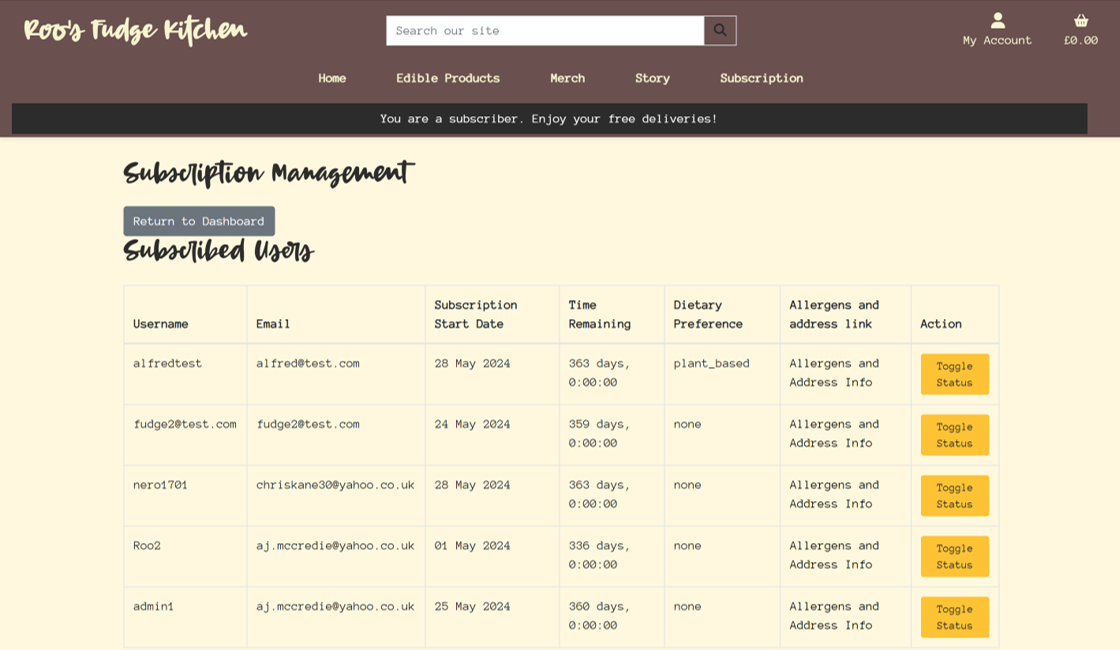 Roo's Fudge Kitchen
Search our site
My Account
£0.00
Home Edible Products Merch Story Subscription
You are a subscriber. Enjoy your free deliveries!
Subscription Management
Return to Dashboard
Subscribed Users
Username Email Subscription Start Date Time Remaining Dietary Preference Allergens and address link Action
alfredtest alfred@test.com 28 May 2024 363 days, 0:00:00 plant_based Allergens and Address Info Toggle Status
fudge2@test.com fudge2@test.com 24 May 2024 359 days, 0:00:00 none Allergens and Address Info Toggle Status
nero1701 chriskane30@yahoo.co.uk 28 May 2024 363 days, 0:00:00 none Allergens and Address Info Toggle Status
Roo2 aj.mccredie@yahoo.co.uk 01 May 2024 336 days, 0:00:00 none Allergens and Address Info Toggle Status
admin1 aj.mccredie@yahoo.co.uk 25 May 2024 360 days, 0:00:00 none Allergens and Address Info Toggle Status